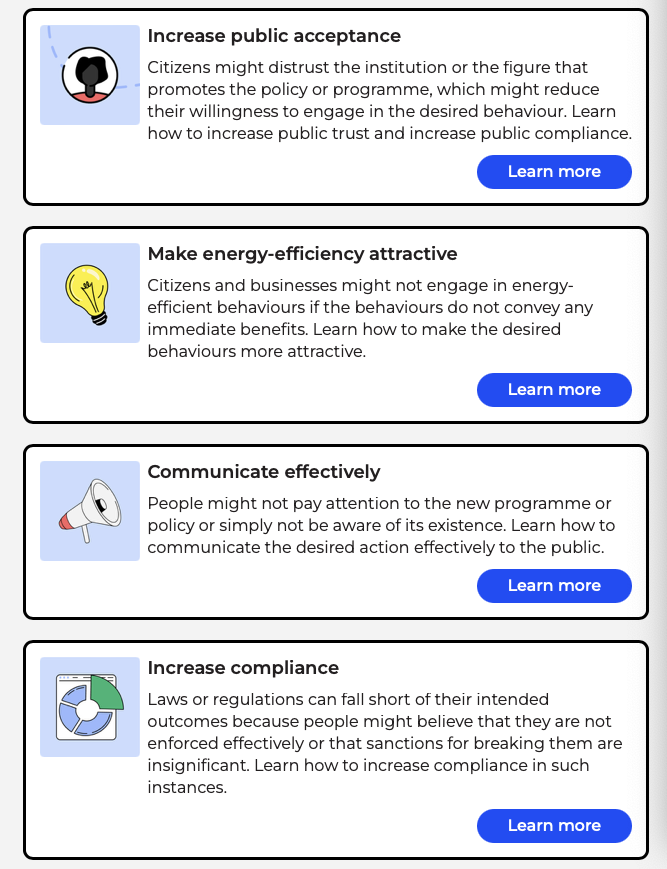 Increase public acceptance
Citizens might distrust the institution or the figure that
promotes the policy or programme, which might reduce
their willingness to engage in the desired behaviour. Learn
how to increase public trust and increase public compliance.
Learn more
Make energy-efficiency attractive
Citizens and businesses might not engage in energy-
efficient behaviours if the behaviours do not convey any
immediate benefits. Learn how to make the desired
behaviours more attractive.
Learn more
Communicate effectively
People might not pay attention to the new programme or
policy or simply not be aware of its existence. Learn how to
communicate the desired action effectively to the public.
Learn more
Increase compliance
Laws or regulations can fall short of their intended
outcomes because people might believe that they are not
enforced effectively or that sanctions for breaking them are
insignificant. Learn how to increase compliance in such
instances.
Learn more